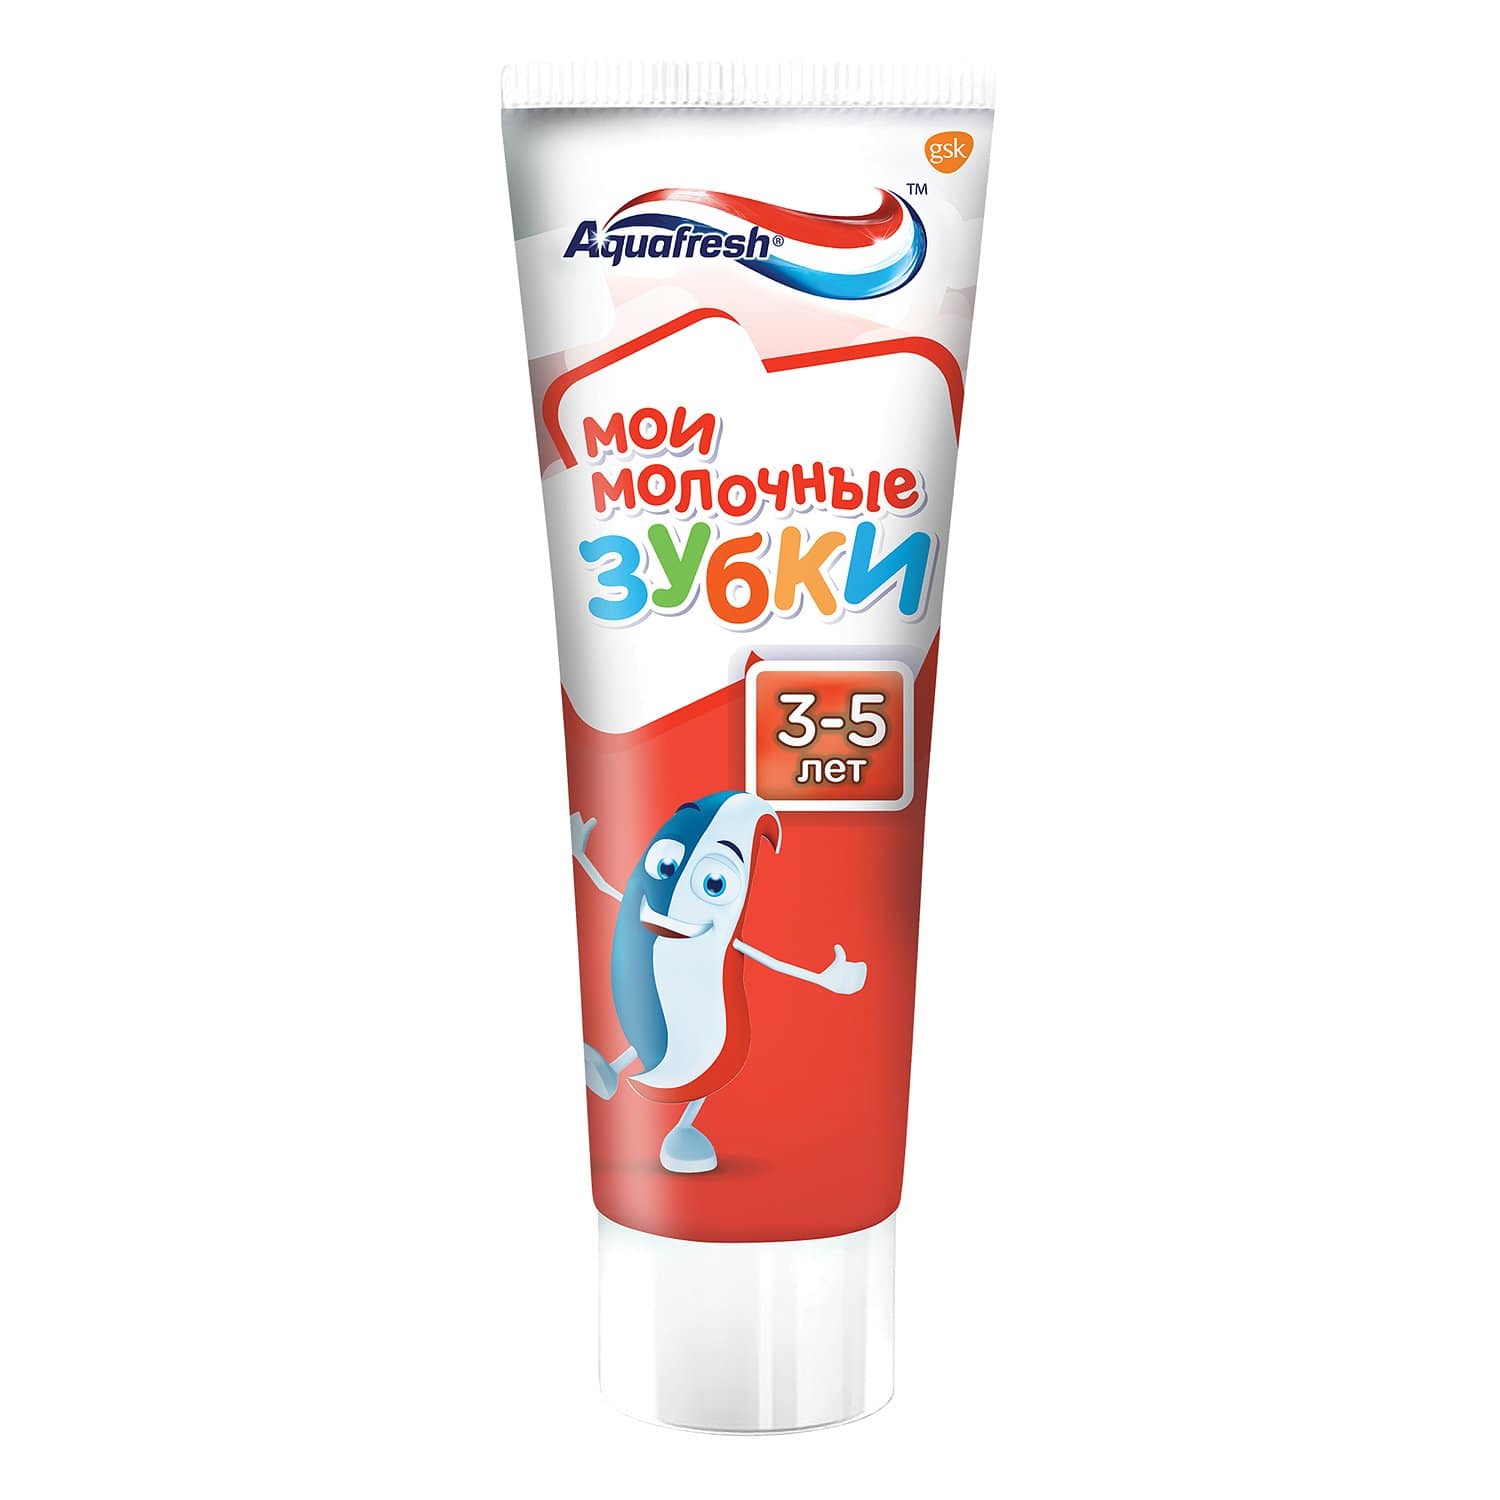 gsk
Aquafresh® ™
мои
молочные
зубки
3-5
лет